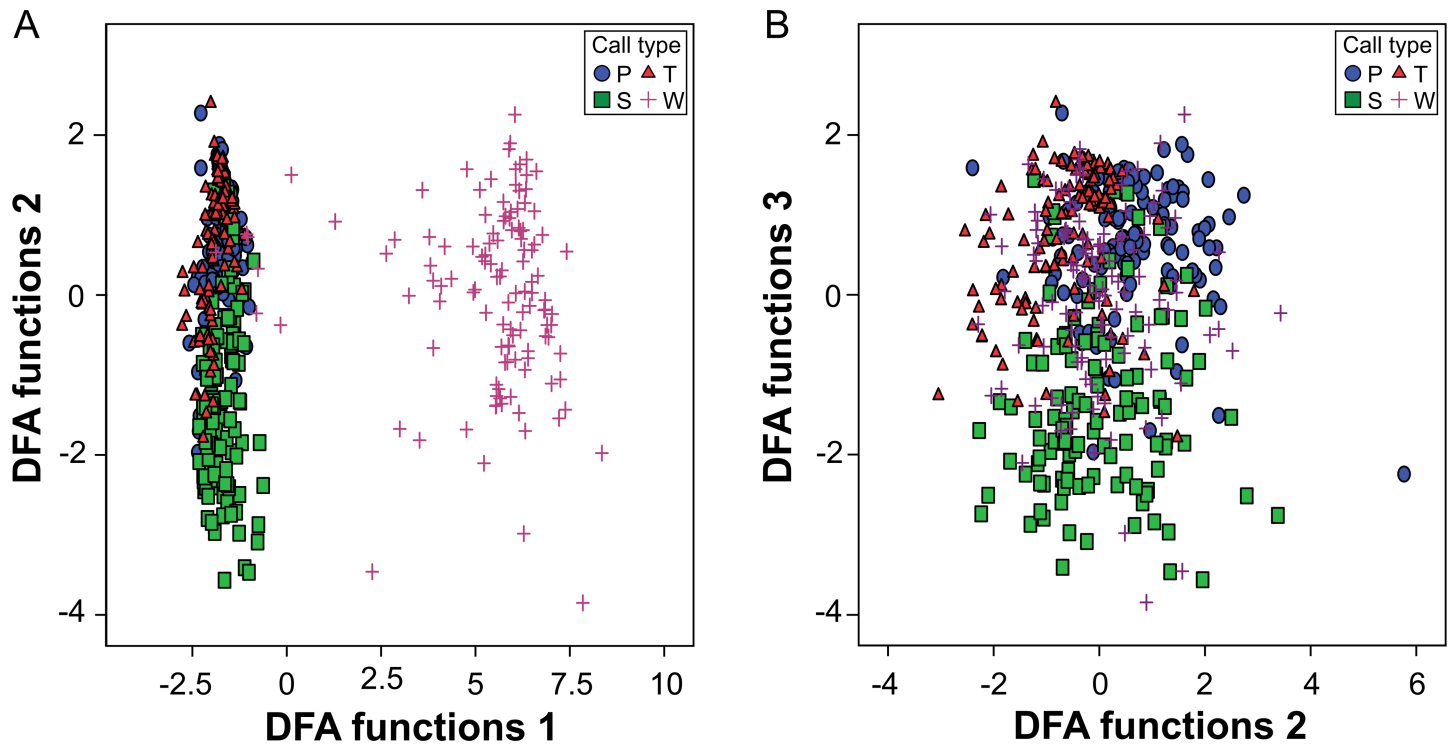 A
Call type
P T
S W
2
0
-2
-4
DFA functions 2
-2.5 0 2.5 5 7.5 10
DFA functions 1
B
Call type
P T
S W
2
0
-2
-4
DFA functions 3
-4 -2 0 2 4 6
DFA functions 2